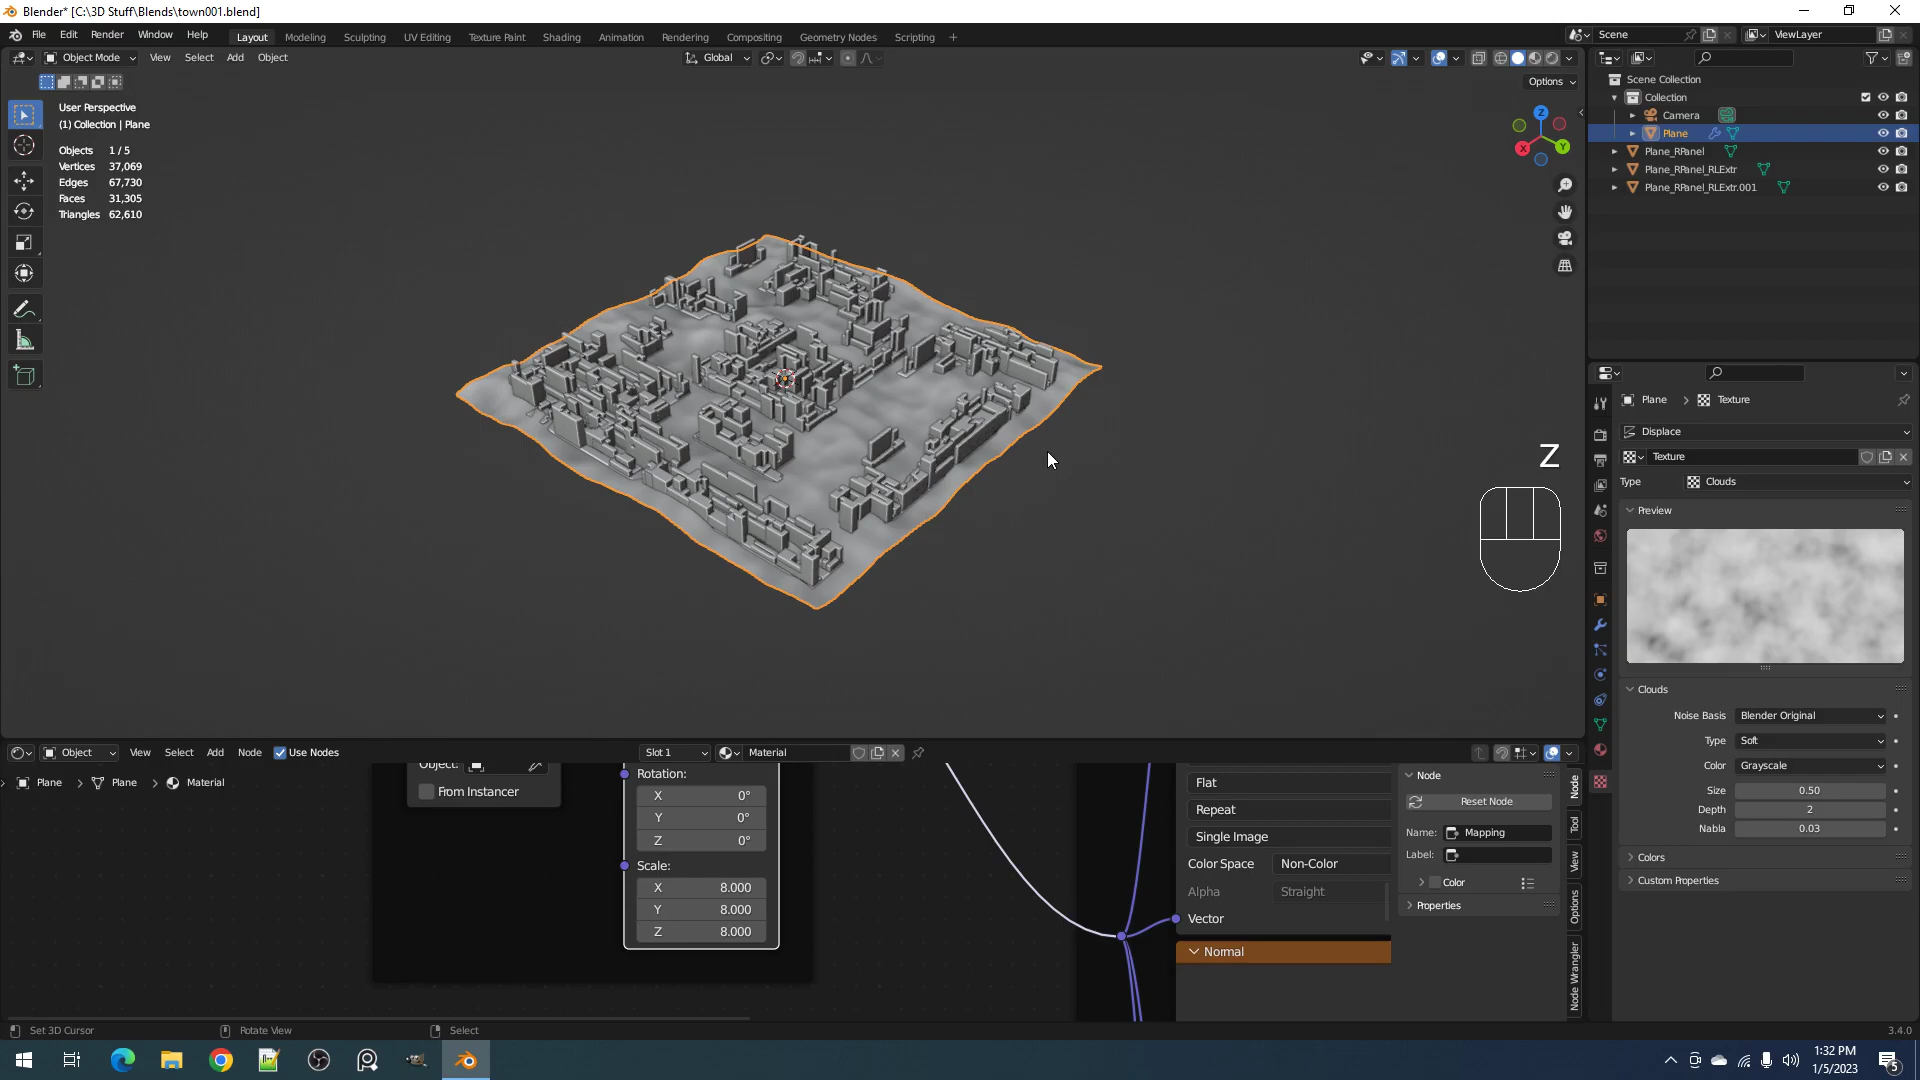 Blender* [C:\3D Stuff\Blends\town001.blend]
File Edit Render Window Help
Layout Modeling Sculpting UV Editing Texture Paint Shading Animation Rendering Compositing Geometry Nodes Scripting +
Scene ViewLayer
Object Mode View Select Add Object
Global
Options
User Perspective
(1) Collection | Plane
Objects 1 / 5
Vertices 37,069
Edges 67,730
Faces 31,305
Triangles 62,610
Z
X
Y
Z
Scene Collection
Collection
Camera
Plane
Plane_RPanel
Plane_RPanel_RLExtr
Plane_RPanel_RLExtr.001
Plane > Texture
Displace
Texture
Type Clouds
Preview
Clouds
Noise Basis Blender Original
Type Soft
Color Grayscale
Size 0.50
Depth 2
Nabla 0.03
Colors
Custom Properties
Object View Select Add Node Use Nodes
Slot 1 Material
Plane > Plane > Material
Object:
From Instancer
Rotation:
X 0°
Y 0°
Z 0°
Scale:
X 8.000
Y 8.000
Z 8.000
Flat
Repeat
Single Image
Color Space Non-Color
Alpha Straight
Vector
Normal
Node
Reset Node
Name: Mapping
Label:
Color
Properties
Node
Tool
View
Options
Node Wrangler
Set 3D Cursor Rotate View Select 3.4.0
1:32 PM
1/5/2023
5